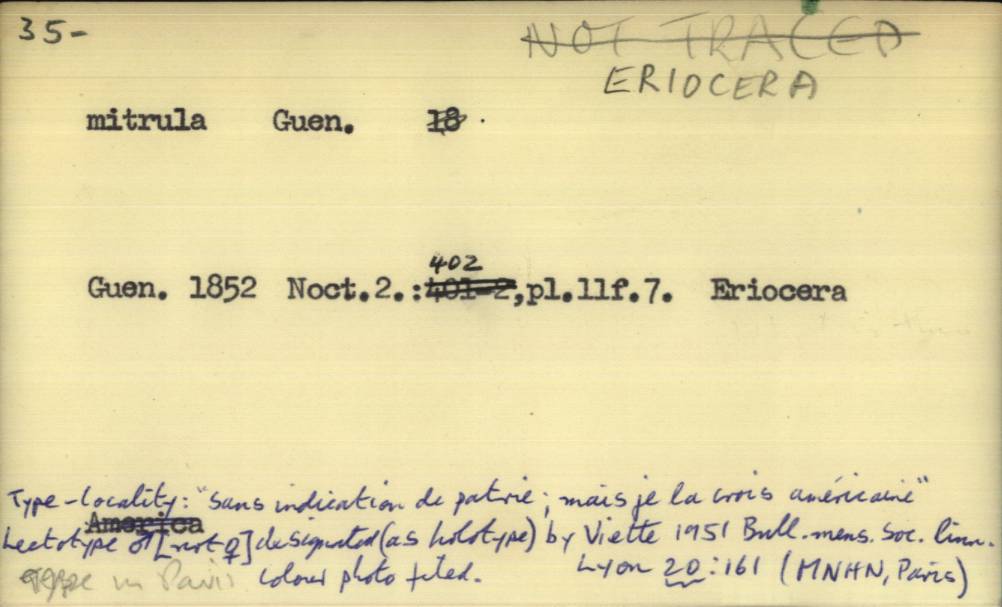 35-
NOT TRACED
ERIOCERA
mitrula Guen. 18
402
Guen. 1852 Noct.2.:401-2,pl.11f.7. Eriocera
Type-locality: "sans indication de patrie; mais je la crois américaine"
America
Lectotype ♂ [not ♀] designated (as holotype) by Viette 1951 Bull. mens. Soc. linn.
Lyon 20:161 (MNHN, Paris)
Type in Paris colour photo filed.